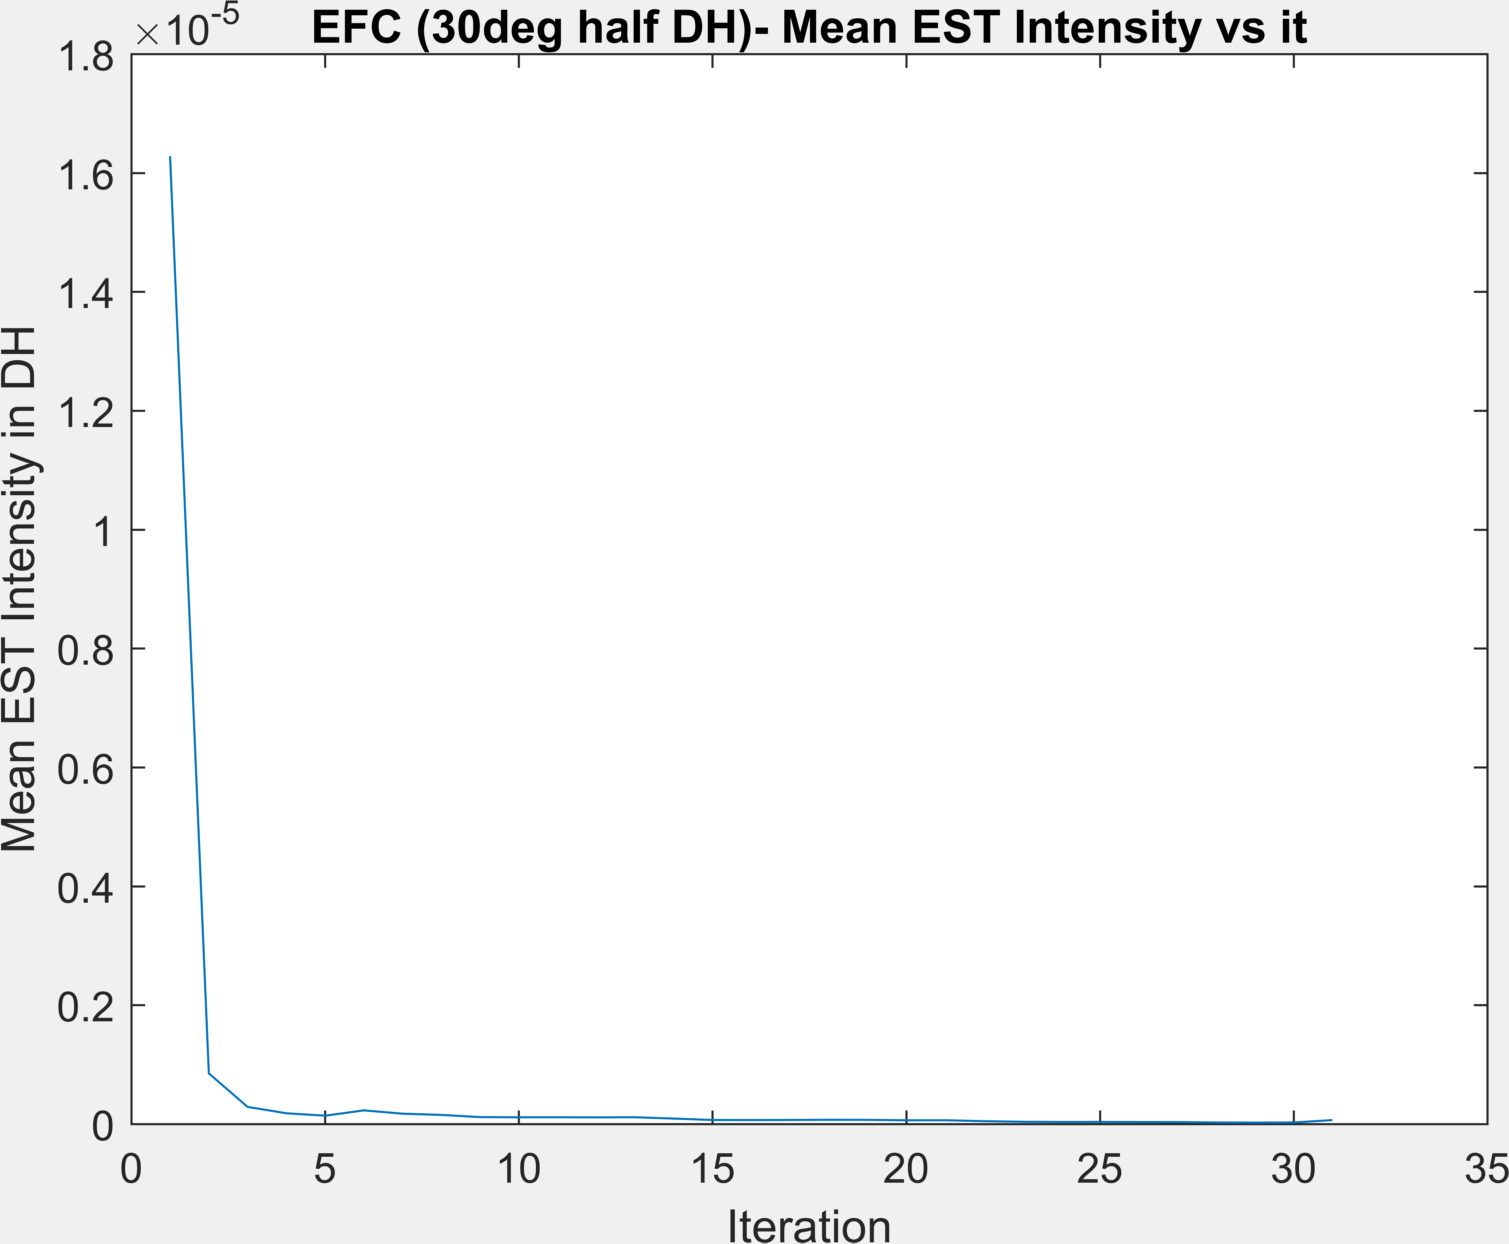 ×10-5
EFC (30deg half DH)- Mean EST Intensity vs it
1.8
1.6
1.4
1.2
1
0.8
0.6
0.4
0.2
0
Mean EST Intensity in DH
0 5 10 15 20 25 30 35
Iteration